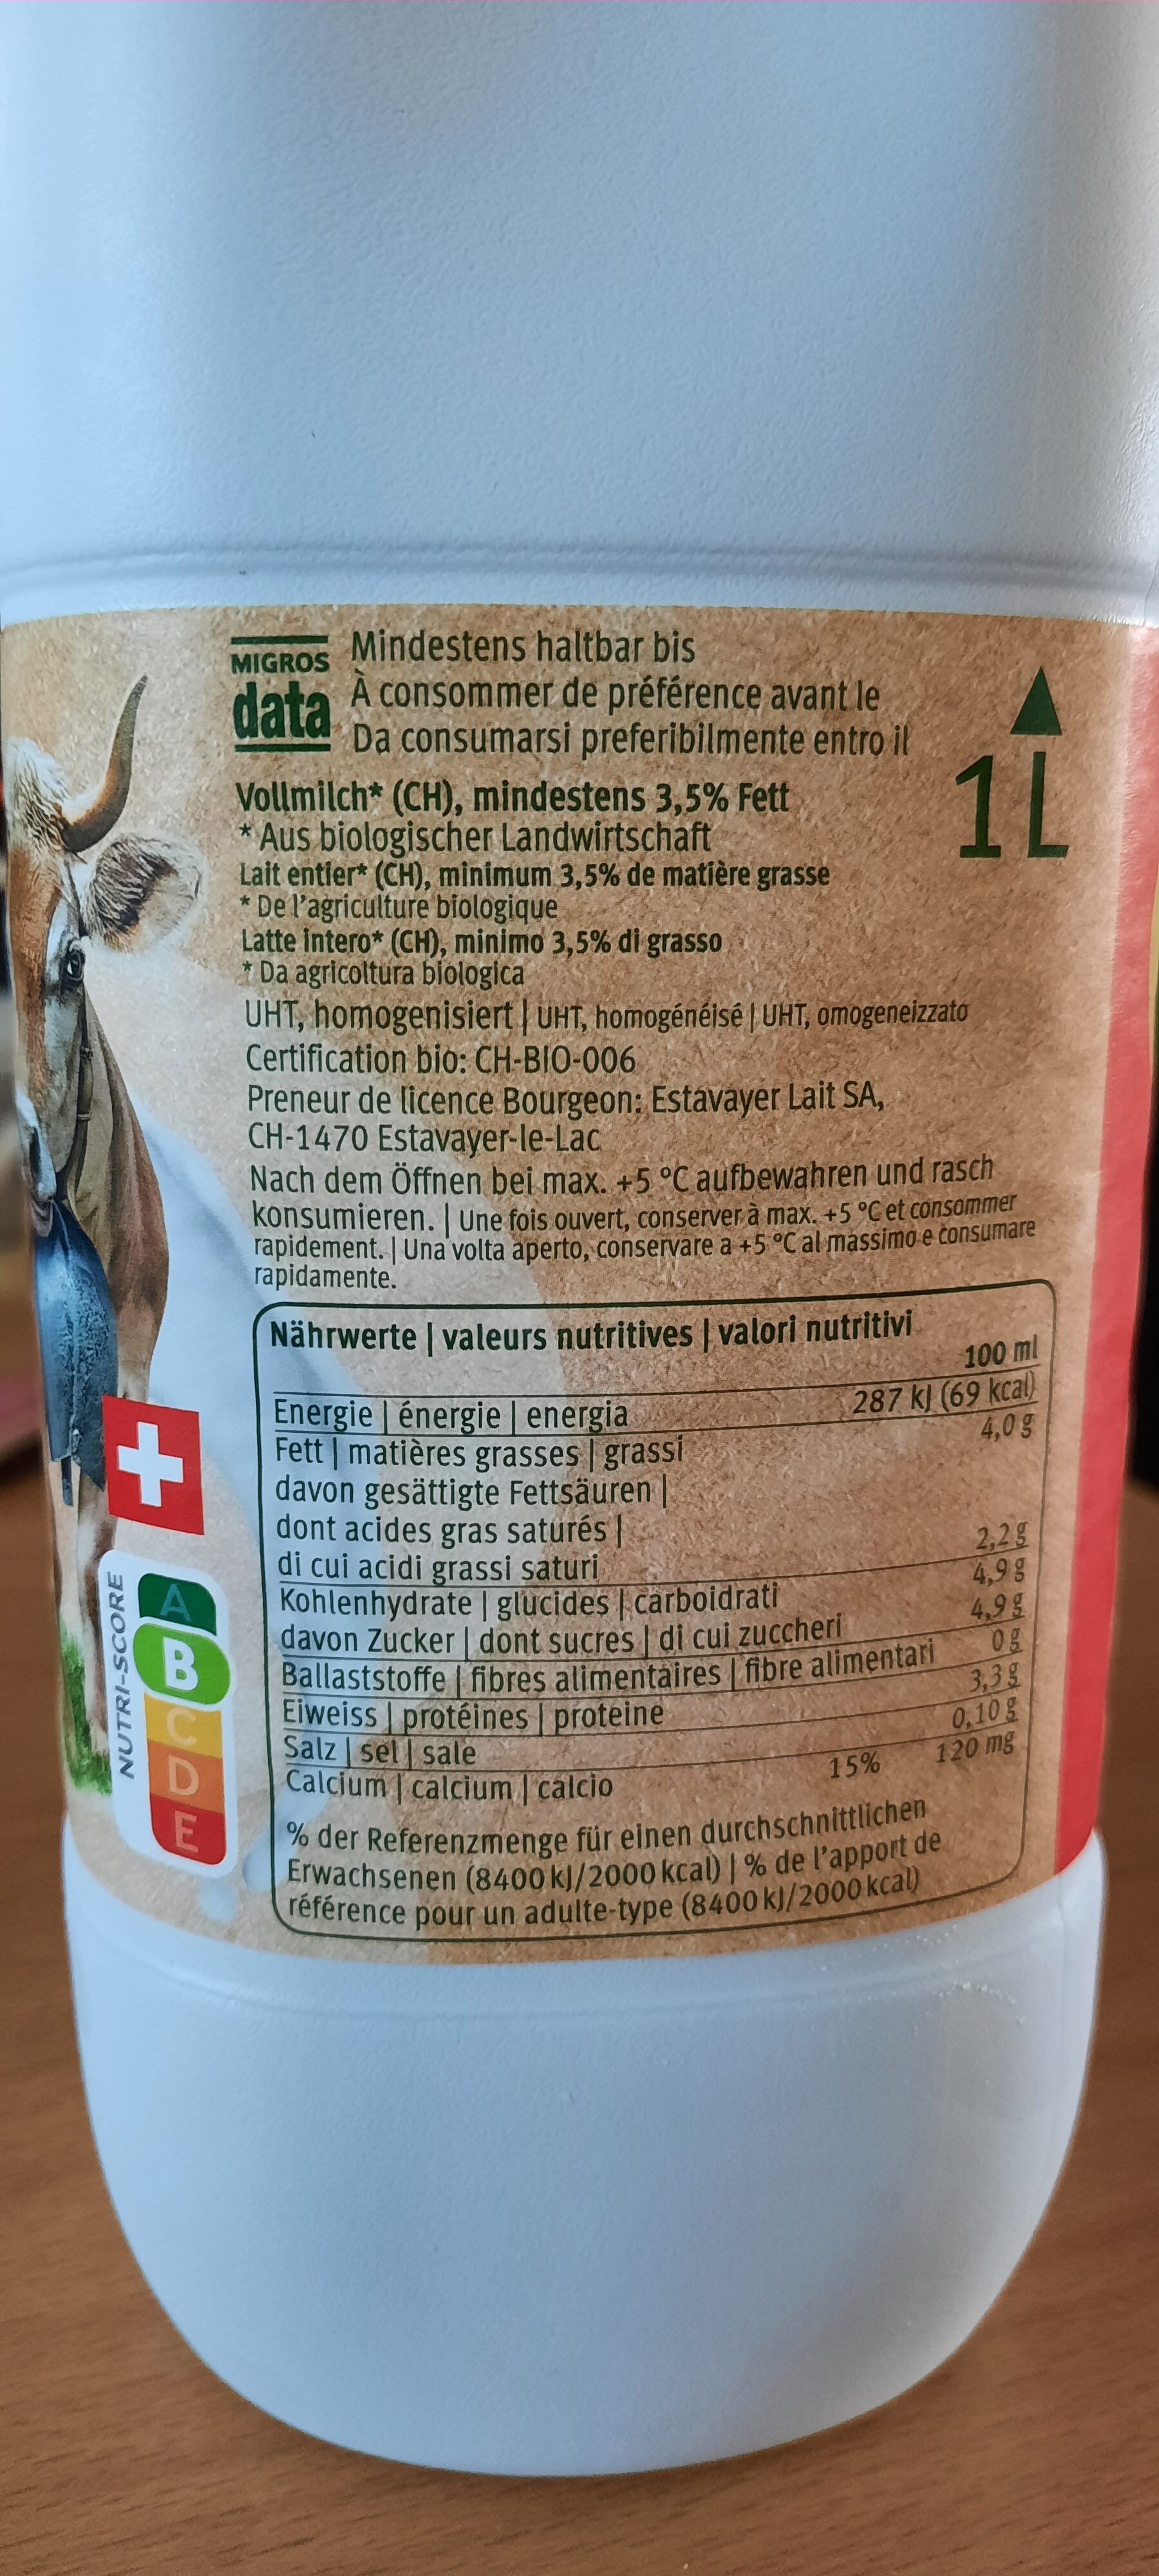 MIGROS
data
Mindestens haltbar bis
À consommer de préférence avant le
Da consumarsi preferibilmente entro il
1L
Vollmilch* (CH), mindestens 3,5% Fett
* Aus biologischer Landwirtschaft
Lait entier* (CH), minimum 3,5% de matière grasse
* De l'agriculture biologique
Latte intero* (CH), minimo 3,5% di grasso
* Da agricoltura biologica
UHT, homogenisiert | UHT, homogénéisé | UHT, omogeneizzato
Certification bio: CH-BIO-006
Preneur de licence Bourgeon: Estavayer Lait SA,
CH-1470 Estavayer-le-Lac
Nach dem Öffnen bei max. +5 °C aufbewahren und rasch
konsumieren. | Une fois ouvert, conserver à max. +5 °C et consommer
rapidement. | Una volta aperto, conservare a +5 °C al massimo e consumare
rapidamente.
Nährwerte | valeurs nutritives | valori nutritivi
100 ml
Energie | énergie | energia 287 kJ (69 kcal)
Fett | matières grasses | grassi 4,0 g
davon gesättigte Fettsäuren |
dont acides gras saturés |
di cui acidi grassi saturi 2,2 g
Kohlenhydrate | glucides | carboidrati 4,9 g
davon Zucker | dont sucres | di cui zuccheri 4,9 g
Ballaststoffe | fibres alimentaires | fibre alimentari 0 g
Eiweiss | protéines | proteine 3,3 g
Salz | sel | sale 0,10 g
Calcium | calcium | calcio 15% 120 mg
% der Referenzmenge für einen durchschnittlichen
Erwachsenen (8400 kJ/2000 kcal) | % de l'apport de
référence pour un adulte-type (8400 kJ/2000 kcal)
NUTRI-SCORE
A
B
C
D
E